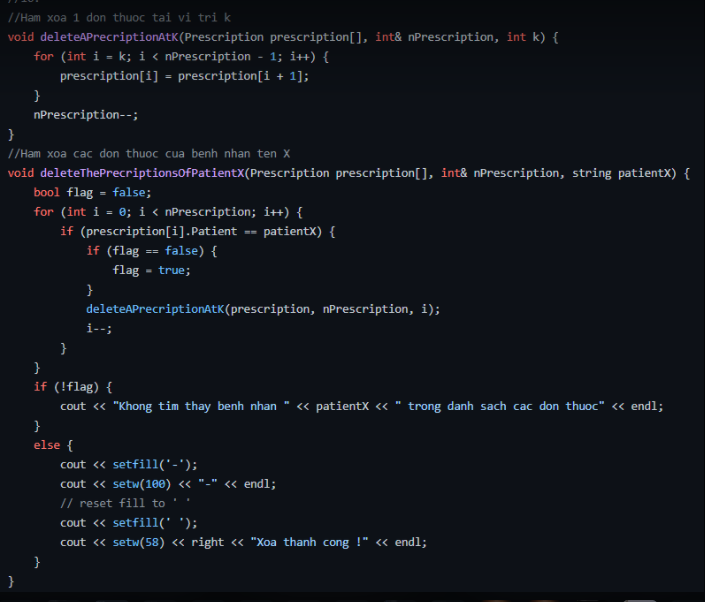 //Ham xoa 1 don thuoc tai vi tri k
void deleteAPrecriptionAtK(Prescription prescription[], int& nPrescription, int k) {
    for (int i = k; i < nPrescription - 1; i++) {
        prescription[i] = prescription[i + 1];
    }
    nPrescription--;
}
//Ham xoa cac don thuoc cua benh nhan ten X
void deleteThePrecriptionsOfPatientX(Prescription prescription[], int& nPrescription, string patientX) {
    bool flag = false;
    for (int i = 0; i < nPrescription; i++) {
        if (prescription[i].Patient == patientX) {
            if (flag == false) {
                flag = true;
            }
            deleteAPrecriptionAtK(prescription, nPrescription, i);
            i--;
        }
    }
    if (!flag) {
        cout << "Khong tim thay benh nhan " << patientX << " trong danh sach cac don thuoc" << endl;
    }
    else {
        cout << setfill('-');
        cout << setw(100) << "-" << endl;
        // reset fill to ' '
        cout << setfill(' ');
        cout << setw(58) << right << "Xoa thanh cong !" << endl;
    }
}